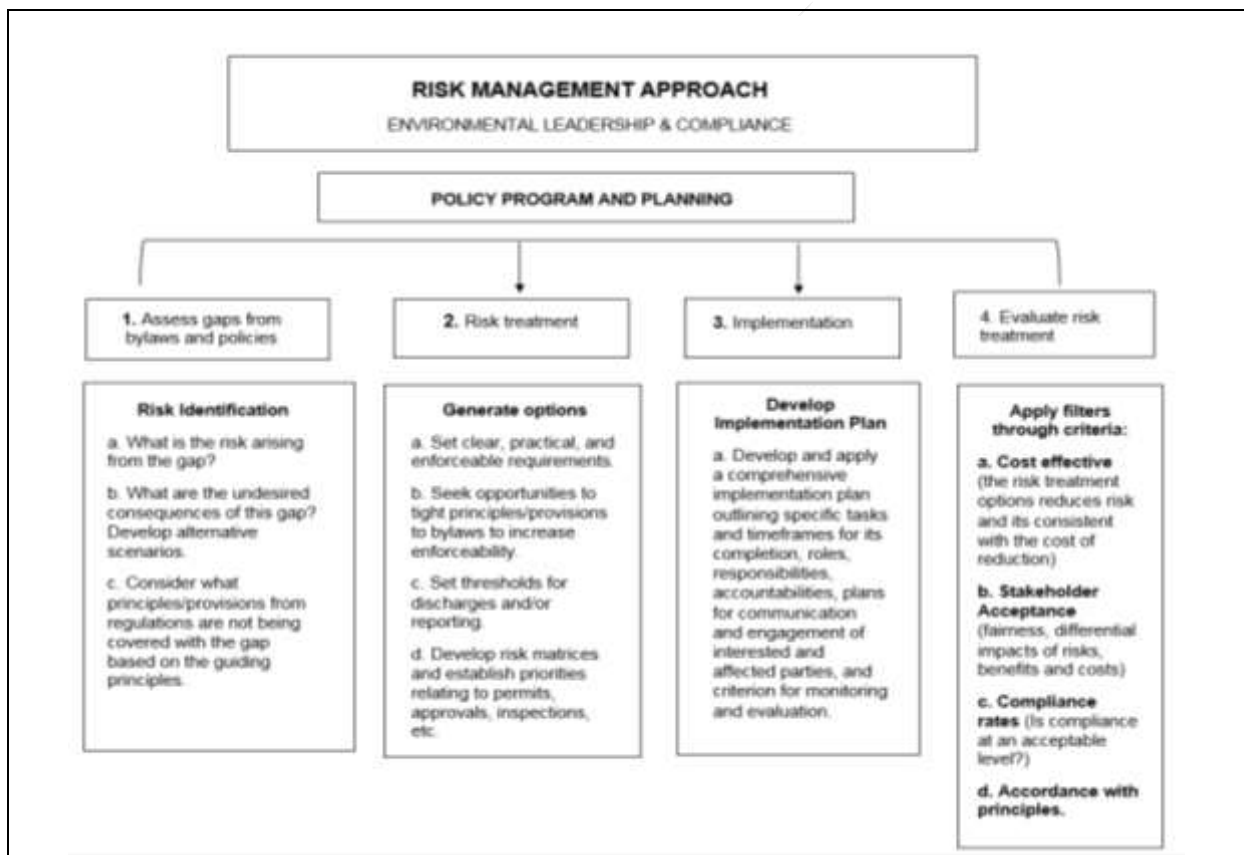 RISK MANAGEMENT APPROACH
ENVIRONMENTAL LEADERSHIP & COMPLIANCE
POLICY PROGRAM AND PLANNING
1. Assess gaps from
bylaws and policies
Risk Identification
a. What is the risk arising
from the gap?
b. What are the undesired
consequences of this gap?
Develop alternative
scenarios.
c. Consider what
principles/provisions from
regulations are not being
covered with the gap
based on the guiding
principles.
2. Risk treatment
Generate options
a. Set clear, practical, and
enforceable requirements.
b. Seek opportunities to
tight principles/provisions
to bylaws to increase
enforceability.
c. Set thresholds for
discharges and/or
reporting.
d. Develop risk matrices
and establish priorities
relating to permits,
approvals, inspections,
etc.
3. Implementation
Develop
Implementation Plan
a. Develop and apply
a comprehensive
implementation plan
outlining specific tasks
and timeframes for its
completion, roles,
responsibilities,
accountabilities, plans
for communication
and engagement of
interested and
affected parties, and
criterion for monitoring
and evaluation.
4. Evaluate risk
treatment
Apply filters
through criteria:
a. Cost effective
(the risk treatment
options reduces risk
and its consistent
with the cost of
reduction)
b. Stakeholder
Acceptance
(fairness, differential
impacts of risks,
benefits and costs)
c. Compliance
rates (Is compliance
at an acceptable
level?)
d. Accordance with
principles.